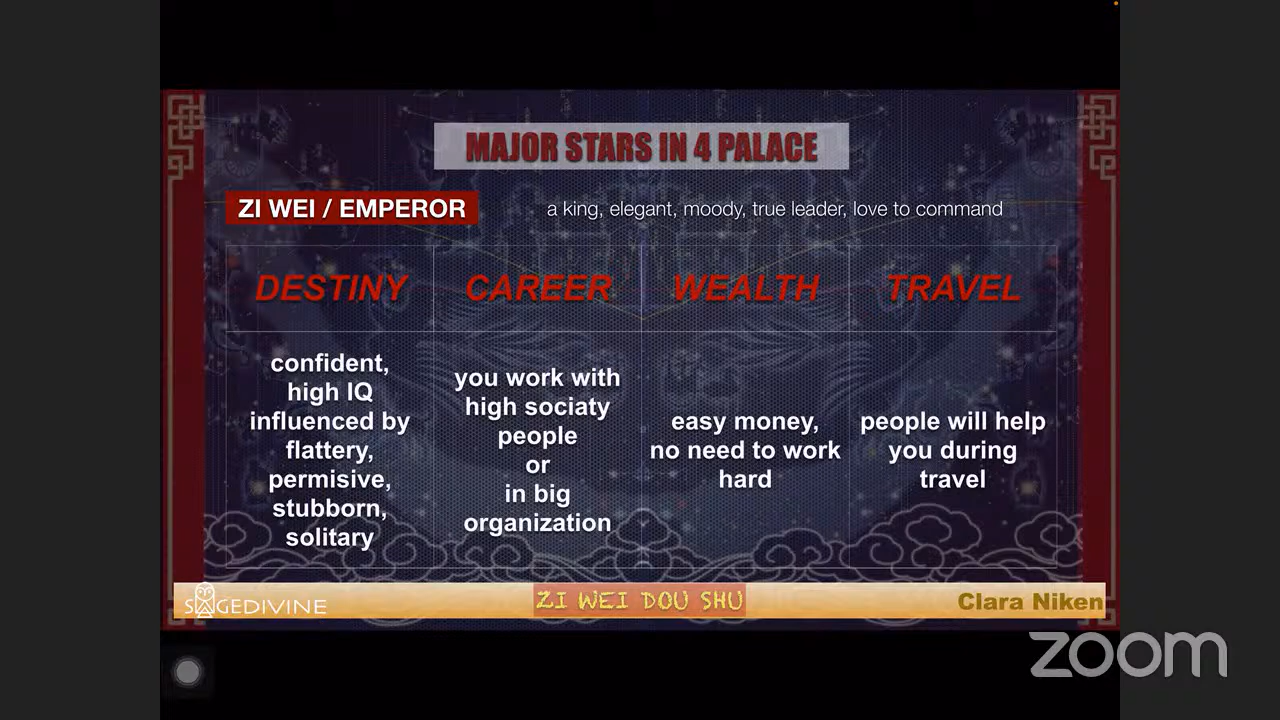 MAJOR STARS IN 4 PALACE
ZI WEI / EMPEROR
a king, elegant, moody, true leader, love to command
DESTINY
CAREER
WEALTH
TRAVEL
confident,
high IQ
influenced by
flattery,
permisive,
stubborn,
solitary
you work with
high sociaty
people
or
in big
organization
easy money,
no need to work
hard
people will help
you during
travel
SAGEDIVINE
ZI WEI DOU SHU
Clara Niken
zoom